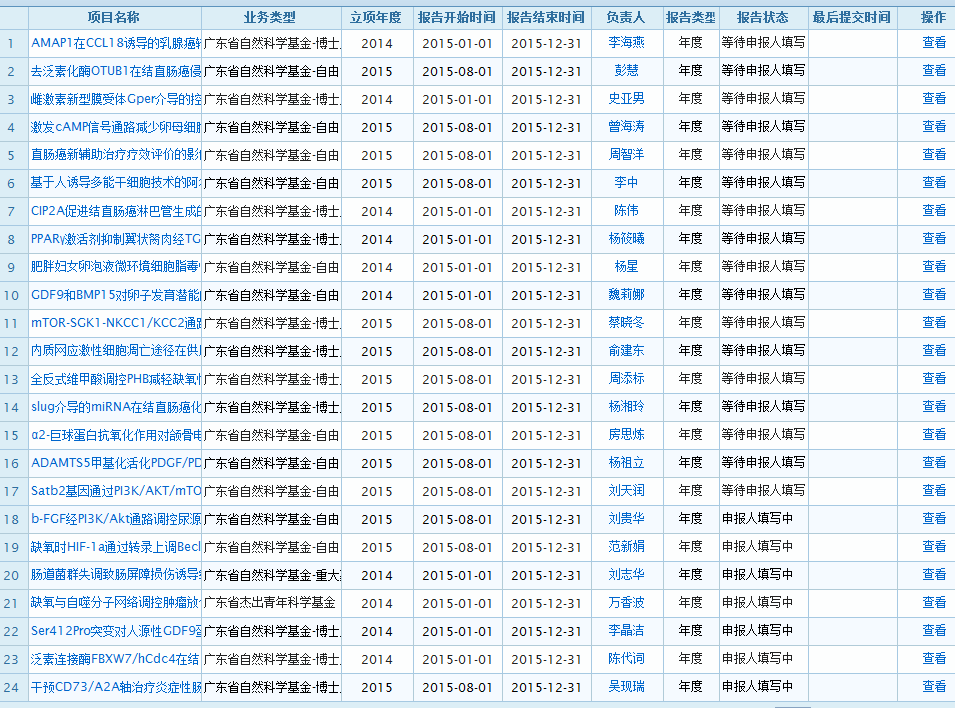 项目名称 业务类型 立项年度 报告开始时间 报告结束时间 负责人 报告类型 报告状态 最后提交时间 操作
1 AMAP1在CCL18诱导的乳腺癌转 广东省自然科学基金-博士 2014 2015-01-01 2015-12-31 李海燕 年度 等待申报人填写 查看
2 去泛素化酶OTUB1在结直肠癌侵 广东省自然科学基金-自由 2015 2015-08-01 2015-12-31 彭慧 年度 等待申报人填写 查看
3 雌激素新型膜受体Gper介导的控 广东省自然科学基金-博士 2014 2015-01-01 2015-12-31 史亚男 年度 等待申报人填写 查看
4 激发cAMP信号通路减少卵母细胞 广东省自然科学基金-自由 2015 2015-08-01 2015-12-31 曾海涛 年度 等待申报人填写 查看
5 直肠癌新辅助治疗疗效评价的影像 广东省自然科学基金-自由 2015 2015-08-01 2015-12-31 周智洋 年度 等待申报人填写 查看
6 基于人诱导多能干细胞技术的阿尔 广东省自然科学基金-自由 2015 2015-08-01 2015-12-31 李中 年度 等待申报人填写 查看
7 CIP2A促进结直肠癌淋巴管生成的 广东省自然科学基金-博士 2014 2015-01-01 2015-12-31 陈伟 年度 等待申报人填写 查看
8 PPARγ激活剂抑制翼状胬肉经TG 广东省自然科学基金-博士 2014 2015-01-01 2015-12-31 杨筱曦 年度 等待申报人填写 查看
9 肥胖妇女卵泡液微环境细胞脂毒 广东省自然科学基金-自由 2014 2015-01-01 2015-12-31 杨星 年度 等待申报人填写 查看
10 GDF9和BMP15对卵子发育潜能 广东省自然科学基金-自由 2014 2015-01-01 2015-12-31 魏莉娜 年度 等待申报人填写 查看
11 mTOR-SGK1-NKCC1/KCC2通路 广东省自然科学基金-博士 2015 2015-08-01 2015-12-31 蔡晓冬 年度 等待申报人填写 查看
12 内质网应激性细胞凋亡途径在供 广东省自然科学基金-自由 2015 2015-08-01 2015-12-31 俞建东 年度 等待申报人填写 查看
13 全反式维甲酸调控PHB减轻缺氧 广东省自然科学基金-博士 2015 2015-08-01 2015-12-31 周添标 年度 等待申报人填写 查看
14 slug介导的miRNA在结直肠癌化 广东省自然科学基金-博士 2015 2015-08-01 2015-12-31 杨湘玲 年度 等待申报人填写 查看
15 α2-巨球蛋白抗氧化作用对颌骨 广东省自然科学基金-自由 2015 2015-08-01 2015-12-31 房思炼 年度 等待申报人填写 查看
16 ADAMTS5甲基化活化PDGF/PD 广东省自然科学基金-自由 2015 2015-08-01 2015-12-31 杨祖立 年度 等待申报人填写 查看
17 Satb2基因通过PI3K/AKT/mTO 广东省自然科学基金-自由 2015 2015-08-01 2015-12-31 刘天润 年度 等待申报人填写 查看
18 b-FGF经PI3K/Akt通路调控尿源 广东省自然科学基金-自由 2015 2015-08-01 2015-12-31 刘贵华 年度 申报人填写中 查看
19 缺氧时HIF-1a通过转录上调Becl 广东省自然科学基金-自由 2015 2015-08-01 2015-12-31 范新娟 年度 申报人填写中 查看
20 肠道菌群失调致肠屏障损伤诱导 广东省自然科学基金-重大 2014 2015-01-01 2015-12-31 刘志华 年度 申报人填写中 查看
21 缺氧与自噬分子网络调控肿瘤放 广东省杰出青年科学基金 2014 2015-01-01 2015-12-31 万香波 年度 申报人填写中 查看
22 Ser412Pro突变对人源性GDF9蛋 广东省自然科学基金-博士 2014 2015-01-01 2015-12-31 李晶洁 年度 申报人填写中 查看
23 泛素连接酶FBXW7/hCdc4在结 广东省自然科学基金-博士 2014 2015-01-01 2015-12-31 陈代词 年度 申报人填写中 查看
24 干预CD73/A2A轴治疗炎症性肠 广东省自然科学基金-博士 2015 2015-08-01 2015-12-31 吴现瑞 年度 申报人填写中 查看